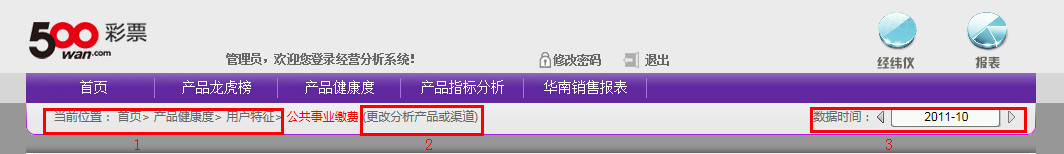 500wan.com 彩票
管理员，欢迎您登录经营分析系统！ 修改密码 退出 经纬仪 报表
首页 产品龙虎榜 产品健康度 产品指标分析 华南销售报表
当前位置： 首页> 产品健康度> 用户特征> 公共事业缴费 (更改分析产品或渠道) 数据时间： 2011-10
1 2 3